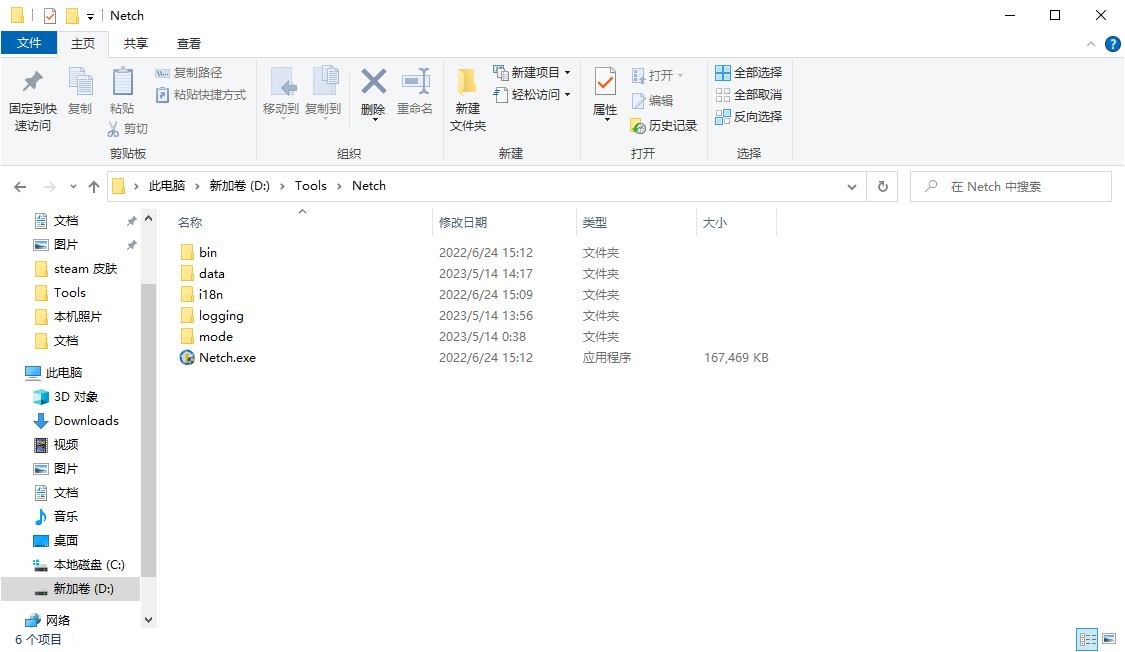 Netch
文件 主页 共享 查看
固定到快速访问
复制
粘贴
复制路径
粘贴快捷方式
剪切
剪贴板
移动到
复制到
删除
重命名
组织
新建文件夹
新建项目
轻松访问
新建
属性
打开
编辑
历史记录
打开
全部选择
全部取消
反向选择
选择
此电脑 新加卷 (D:) Tools Netch
在 Netch 中搜索
文档
图片
steam 皮肤
Tools
本机照片
文档
此电脑
3D 对象
Downloads
视频
图片
文档
音乐
桌面
本地磁盘 (C:)
新加卷 (D:)
网络
名称 修改日期 类型 大小
bin 2022/6/24 15:12 文件夹
data 2023/5/14 14:17 文件夹
i18n 2022/6/24 15:09 文件夹
logging 2023/5/14 13:56 文件夹
mode 2023/5/14 0:38 文件夹
Netch.exe 2022/6/24 15:12 应用程序 167,469 KB
6 个项目